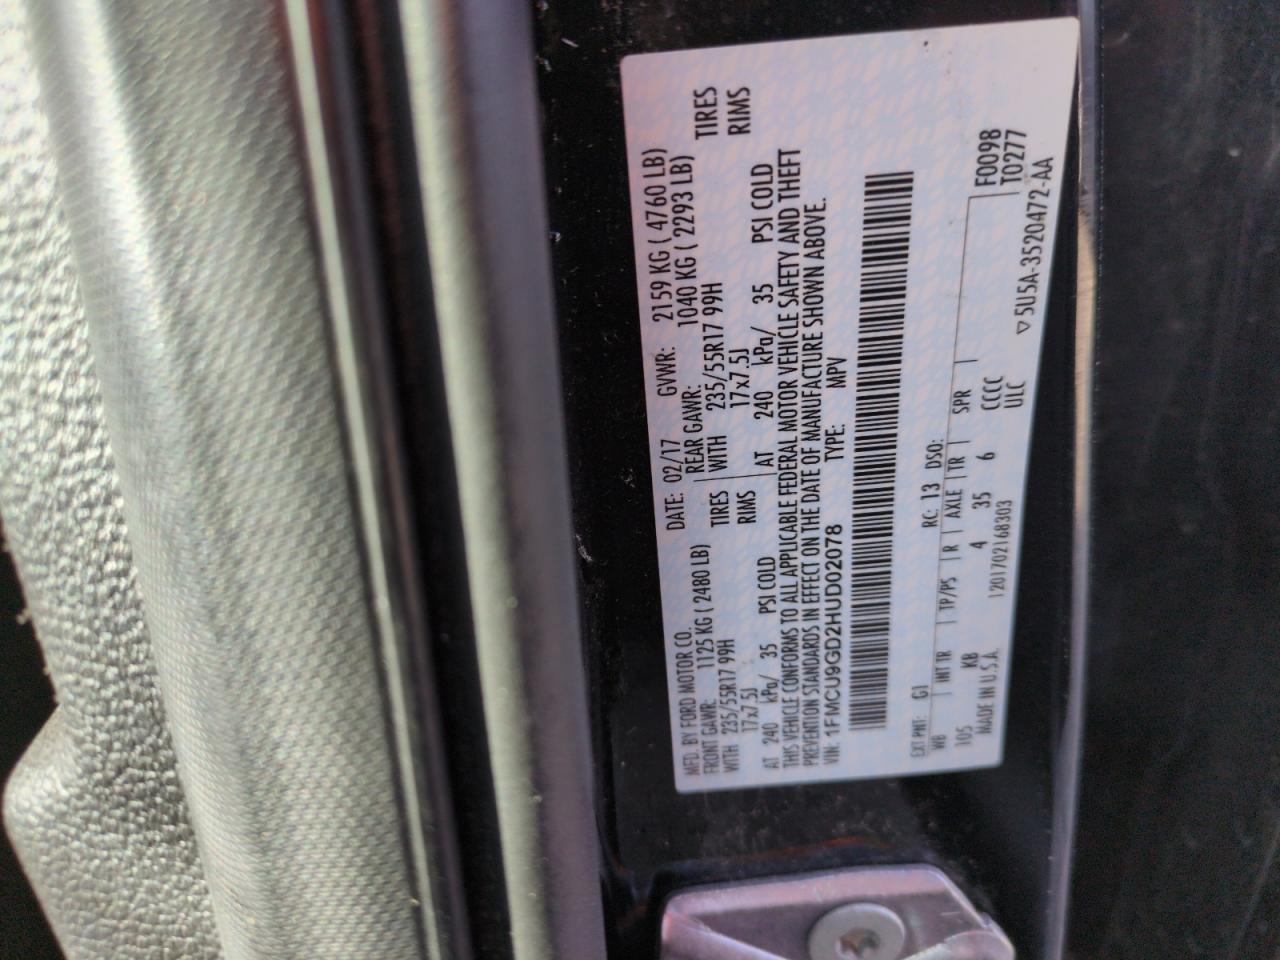 MFD. BY FORD MOTOR CO.
DATE: 02/17 GVWR: 2159 KG ( 4760 LB)
FRONT GAWR: 1125 KG ( 2480 LB) REAR GAWR: 1040 KG ( 2293 LB)
WITH 235/55R17 99H TIRES WITH 235/55R17 99H TIRES
17x7.5J RIMS 17x7.5J RIMS
AT 240 kPa/ 35 PSI COLD AT 240 kPa/ 35 PSI COLD
THIS VEHICLE CONFORMS TO ALL APPLICABLE FEDERAL MOTOR VEHICLE SAFETY AND THEFT
PREVENTION STANDARDS IN EFFECT ON THE DATE OF MANUFACTURE SHOWN ABOVE.
VIN: 1FMCU9GD2HUD02078 TYPE: MPV
EXT PNT: G1 RC: 13 DSO:
WB INT TR TP/PS R AXLE TR SPR F0098
105 KB 4 35 6 CCCC T0277
MADE IN U.S.A. 1201702168303 ULC
▽5U5A-3520472-AA